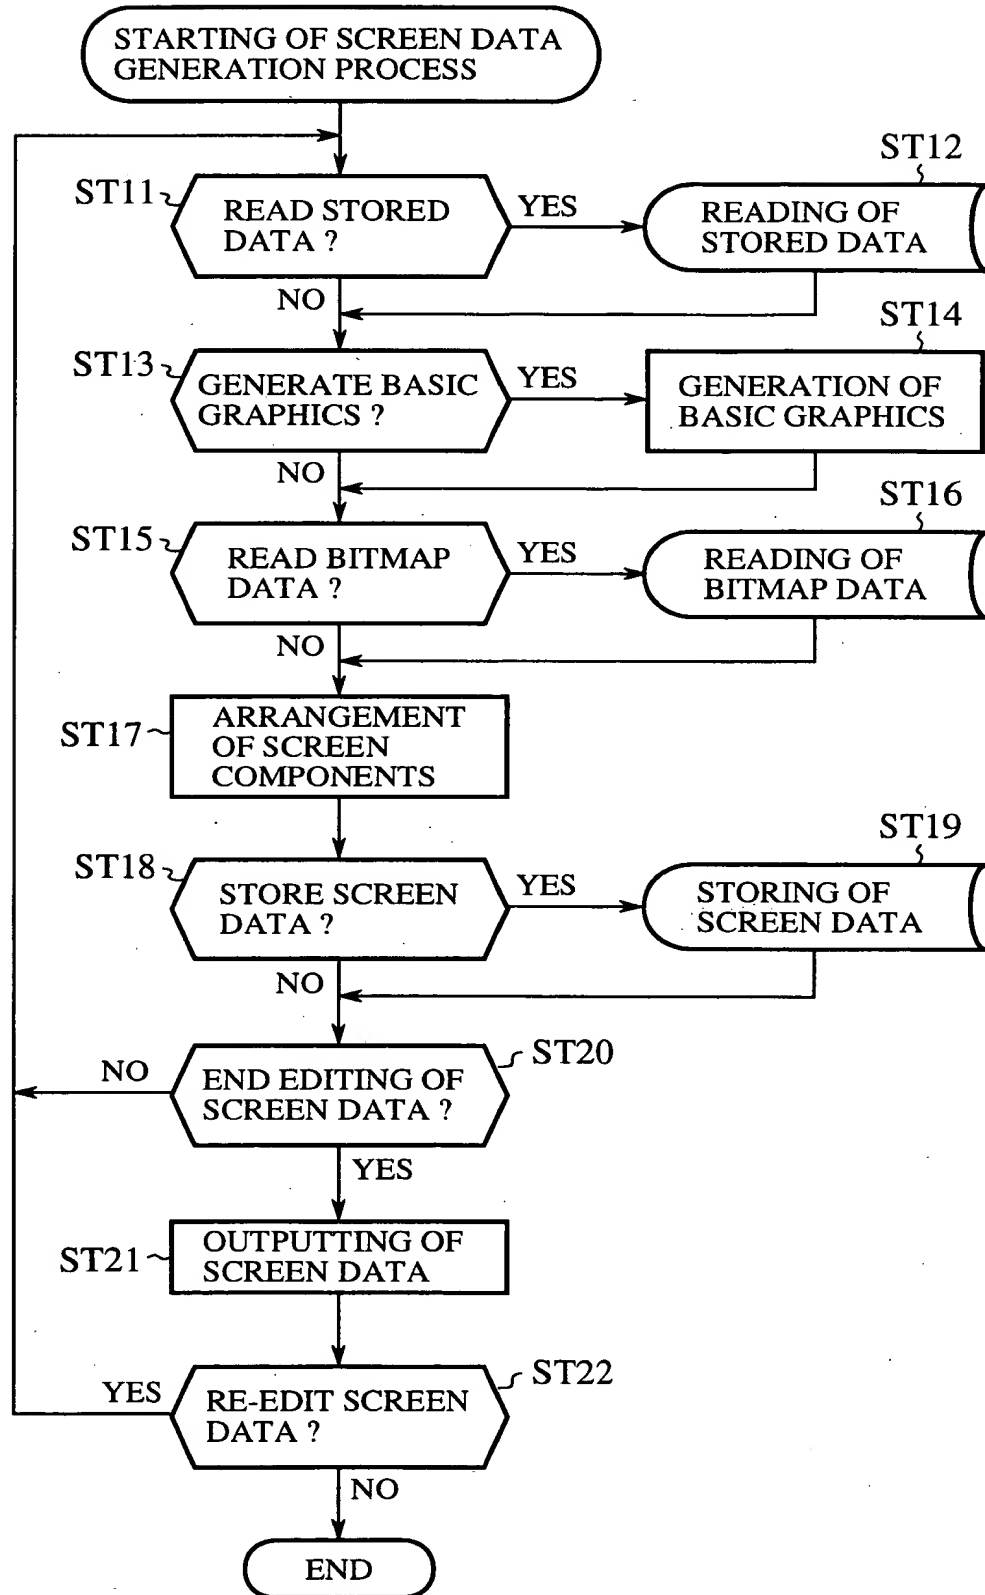 STARTING OF SCREEN DATA
GENERATION PROCESS
ST11
READ STORED
DATA ?
YES
ST12
READING OF
STORED DATA
NO
ST13
GENERATE BASIC
GRAPHICS ?
YES
ST14
GENERATION OF
BASIC GRAPHICS
NO
ST15
READ BITMAP
DATA ?
YES
ST16
READING OF
BITMAP DATA
NO
ST17
ARRANGEMENT
OF SCREEN
COMPONENTS
ST18
STORE SCREEN
DATA ?
YES
ST19
STORING OF
SCREEN DATA
NO
ST20
END EDITING OF
SCREEN DATA ?
NO
YES
ST21
OUTPUTTING OF
SCREEN DATA
ST22
RE-EDIT SCREEN
DATA ?
YES
NO
END